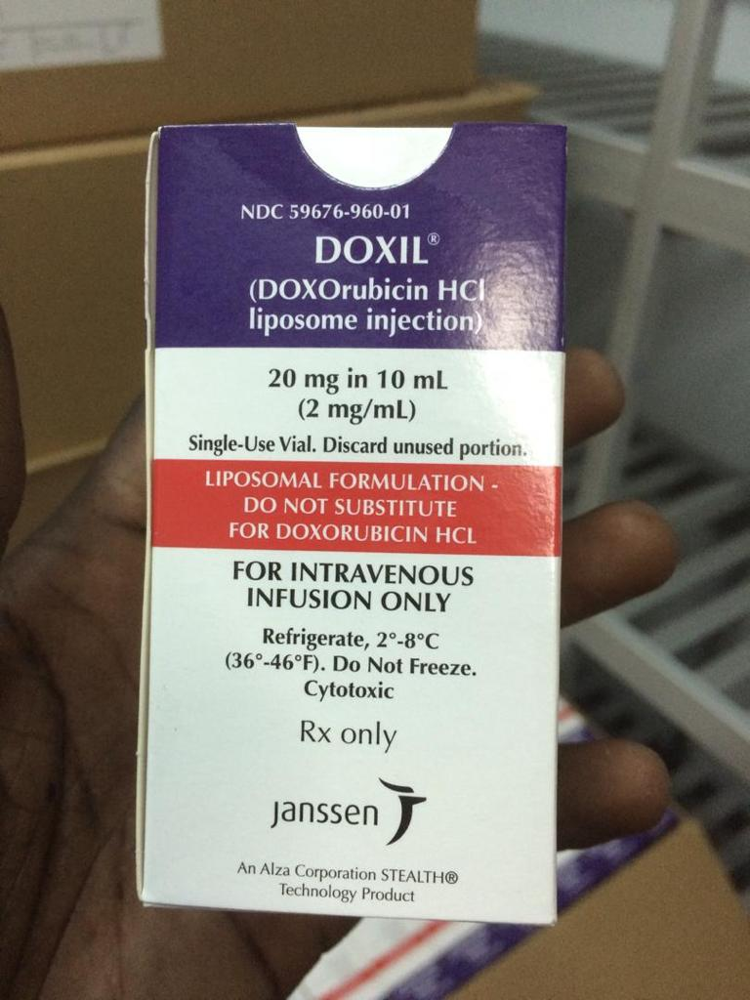 NDC 59676-960-01
DOXIL®
(DOXOrubicin HCl
liposome injection)
20 mg in 10 mL
(2 mg/mL)
Single-Use Vial. Discard unused portion.
LIPOSOMAL FORMULATION -
DO NOT SUBSTITUTE
FOR DOXORUBICIN HCL
FOR INTRAVENOUS
INFUSION ONLY
Refrigerate, 2°-8°C
(36°-46°F). Do Not Freeze.
Cytotoxic
Rx only
janssen
An Alza Corporation STEALTH®
Technology Product